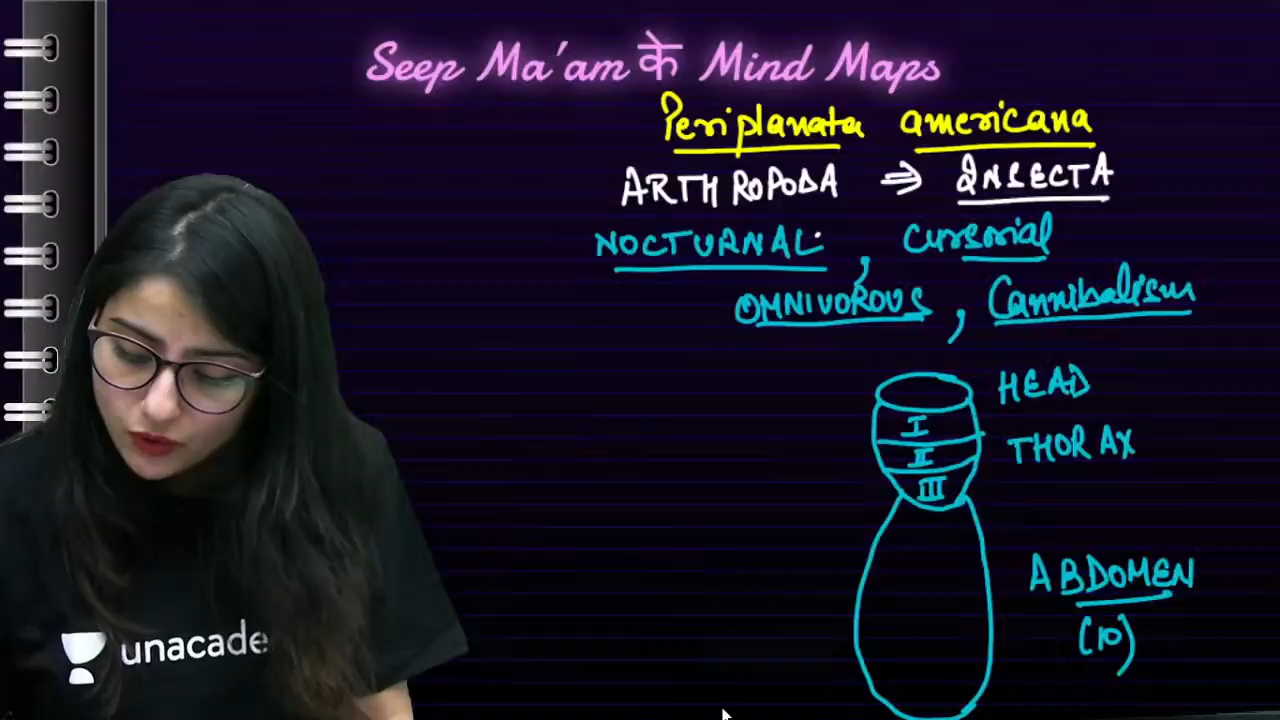 Seep Ma'am के Mind Maps
Periplanata americana
ARTHROPODA ⇒ INSECTA
NOCTURNAL , Cursorial
OMNIVOROUS , Cannibalism
HEAD
I
THORAX
II
III
ABDOMEN
(10)
unacade